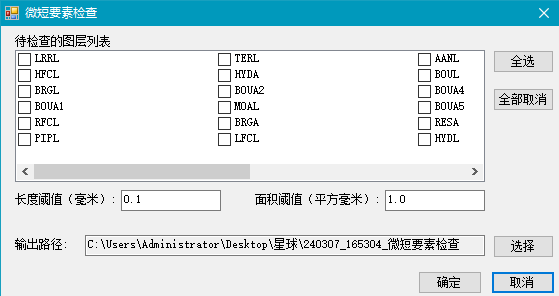 微短要素检查
待检查的图层列表
LRRL TERL AANL 全选
HFCL HYDA BOUL
BRGL BOUA2 BOUA4 全部取消
BOUA1 MOAL BOUA5
RFCL BRGA RESA
PIPL LFCL HYDL
长度阈值（毫米）: 0.1 面积阈值（平方毫米）: 1.0
输出路径: C:\Users\Administrator\Desktop\星球\240307_165304_微短要素检查 选择
确定 取消